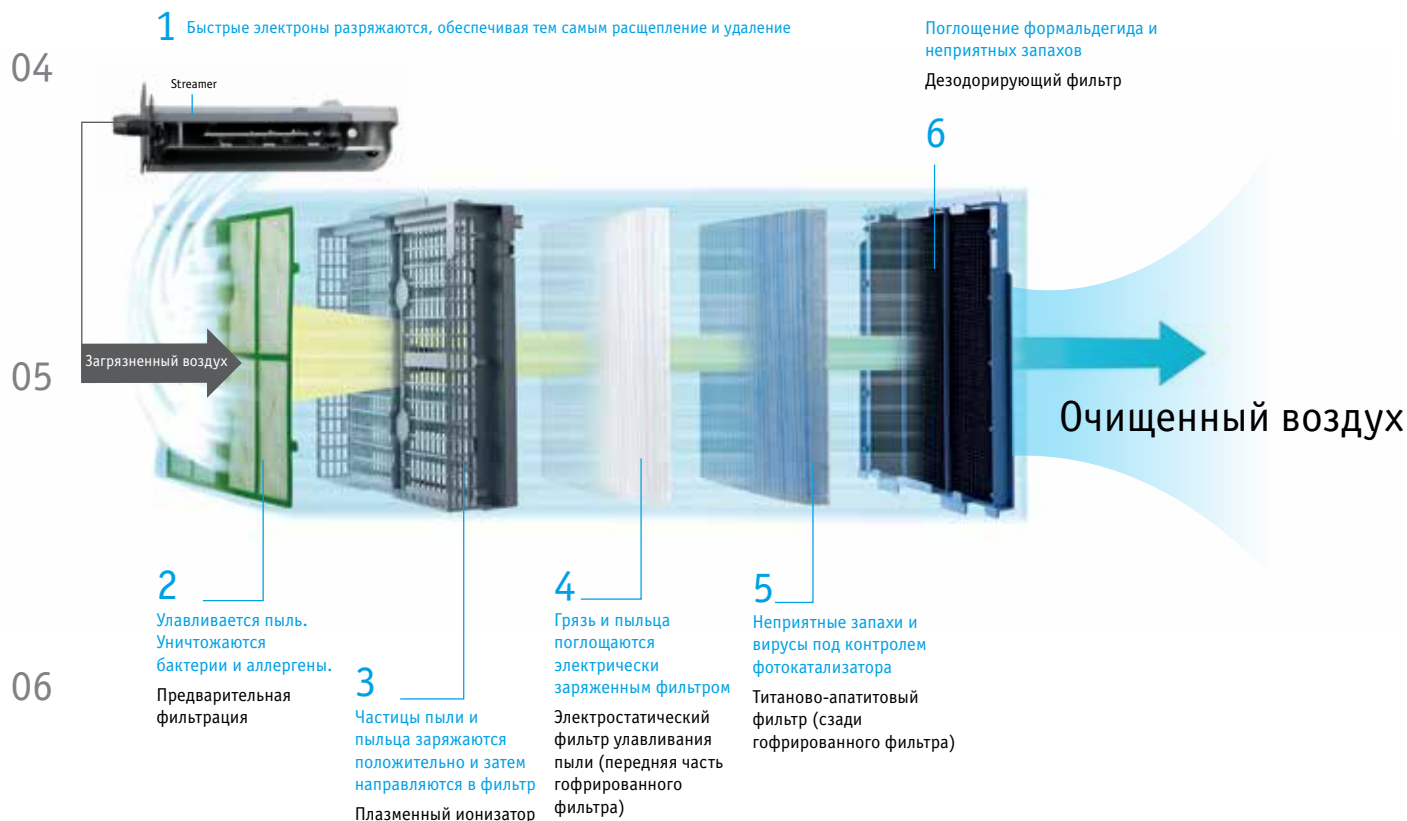 1 Быстрые электроны разряжаются, обеспечивая тем самым расщепление и удаление
Поглощение формальдегида и
неприятных запахов
Дезодорирующий фильтр
04
Streamer
6
Загрязненный воздух
05
Очищенный воздух
2
Улавливается пыль.
Уничтожаются
бактерии и аллергены.
Предварительная
фильтрация
06
3
Частицы пыли и
пыльца заряжаются
положительно и затем
направляются в фильтр
Плазменный ионизатор
4
Грязь и пыльца
поглощаются
электрически
заряженным фильтром
Электростатический
фильтр улавливания
пыли (передняя часть
гофрированного
фильтра)
5
Неприятные запахи и
вирусы под контролем
фотокатализатора
Титаново-апатитовый
фильтр (сзади
гофрированного фильтра)